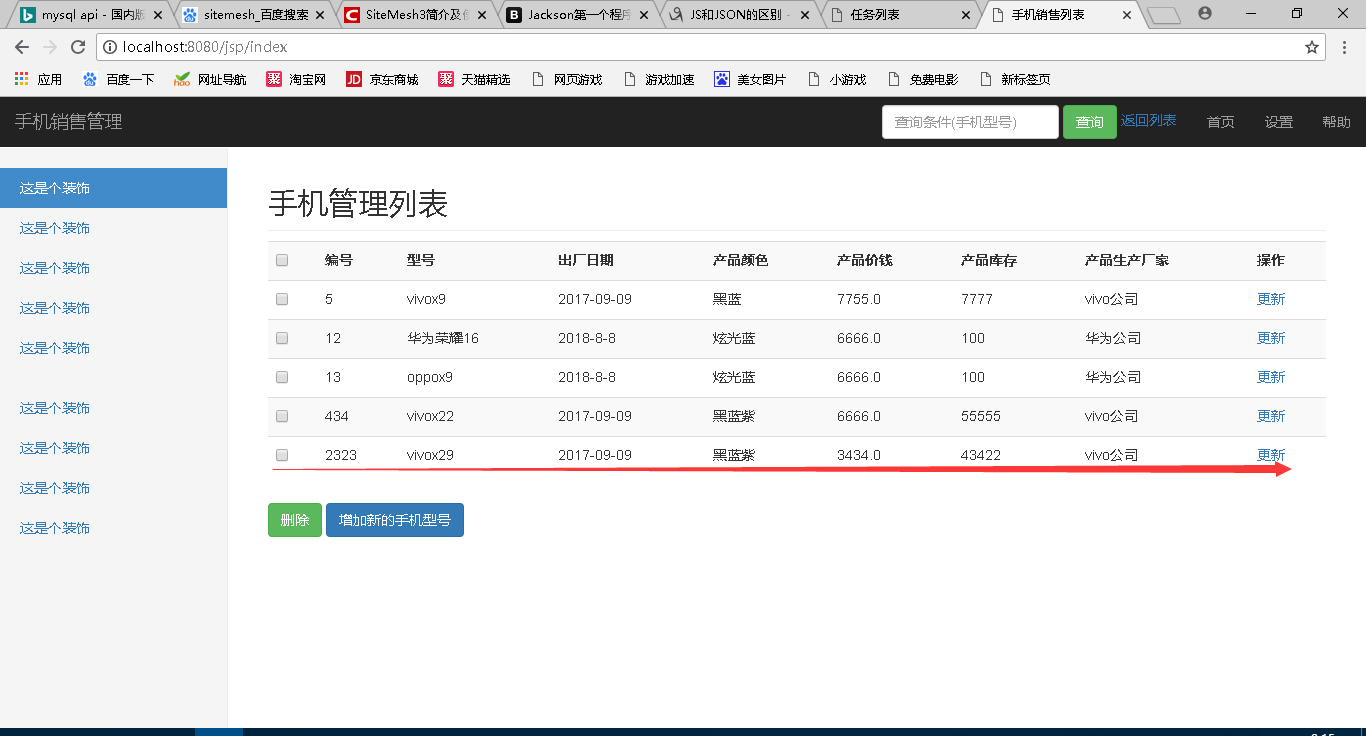 mysql api - 国内版
sitemesh_百度搜索
SiteMesh3简介及使
Jackson第一个程序
JS和JSON的区别 -
任务列表
手机销售列表
localhost:8080/jsp/index
应用 百度一下 网址导航 淘宝网 京东商城 天猫精选 网页游戏 游戏加速 美女图片 小游戏 免费电影 新标签页
手机销售管理 查询条件(手机型号) 查询 返回列表 首页 设置 帮助
这是个装饰
这是个装饰
这是个装饰
这是个装饰
这是个装饰
这是个装饰
这是个装饰
这是个装饰
这是个装饰
手机管理列表
编号 型号 出厂日期 产品颜色 产品价钱 产品库存 产品生产厂家 操作
5 vivox9 2017-09-09 黑蓝 7755.0 7777 vivo公司 更新
12 华为荣耀16 2018-8-8 炫光蓝 6666.0 100 华为公司 更新
13 oppox9 2018-8-8 炫光蓝 6666.0 100 华为公司 更新
434 vivox22 2017-09-09 黑蓝紫 6666.0 55555 vivo公司 更新
2323 vivox29 2017-09-09 黑蓝紫 3434.0 43422 vivo公司 更新
删除 增加新的手机型号